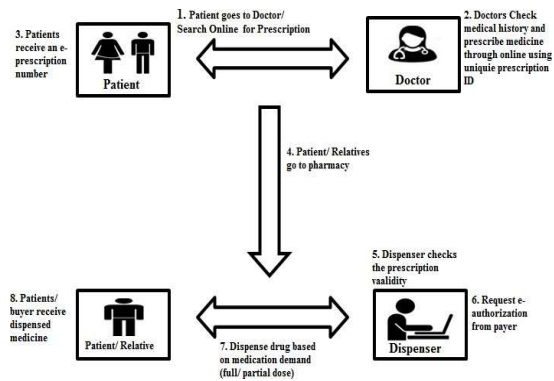 1. Patient goes to Doctor/
Search Online for Prescription
3. Patients
receive an e-
prescription
number
Patient
2. Doctors Check
medical history and
prescribe medicine
through online using
uniquie prescription
ID
Doctor
4. Patient/ Relatives
go to pharmacy
5. Dispenser checks
the prescription
vaalidity
8. Patients/
buyer receive
dispensed
medicine
Patient/ Relative
6. Request e-
authorization
from payer
Dispenser
7. Dispense drug based
on medication demand
(full/ partial dose)